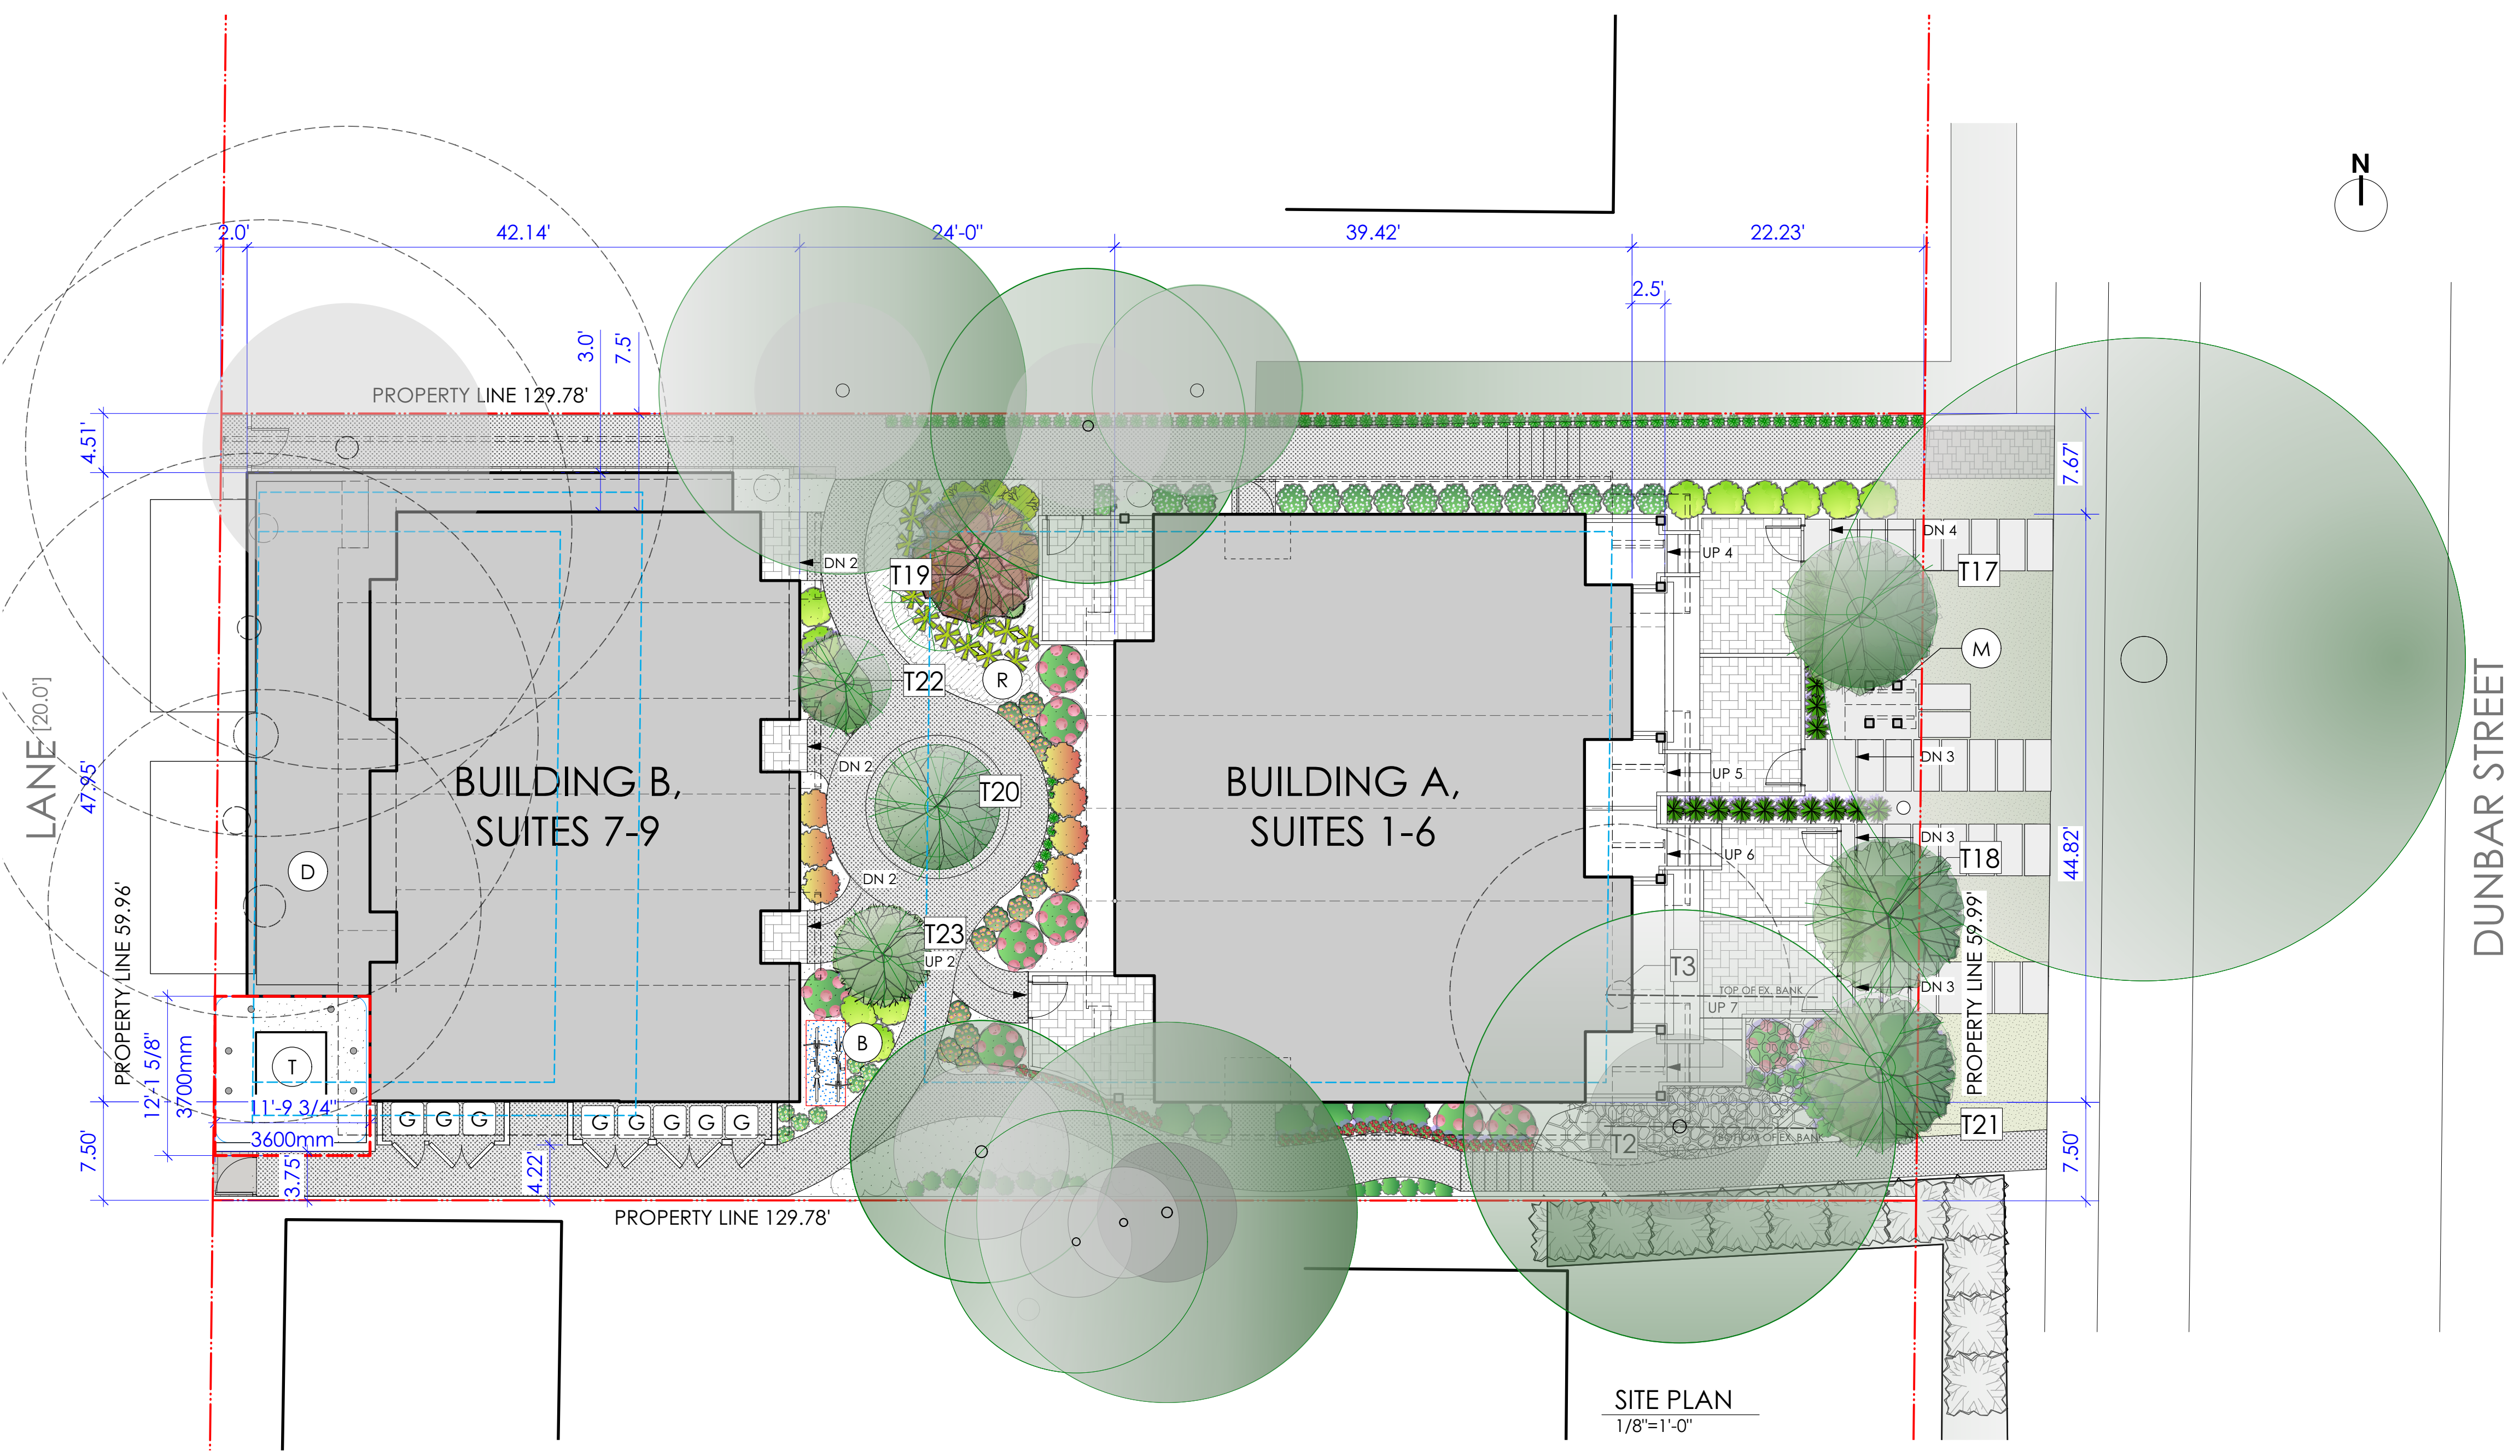 N
2.0'
42.14'
24'-0"
39.42'
22.23'
2.5'
3.0'
7.5'
PROPERTY LINE 129.78'
4.51'
7.67'
DN 2
DN 4
UP 4
T19
T17
M
T22
R
LANE [20.0']
DUNBAR STREET
DN 2
DN 3
UP 5
47.95'
BUILDING B,
SUITES 7-9
T20
BUILDING A,
SUITES 1-6
DN 3
T18
UP 6
44.82'
D
DN 2
PROPERTY LINE 59.96'
PROPERTY LINE 59.99'
T23
UP 2
T3
TOP OF EX. BANK
DN 3
UP 7
B
T
12'1 5/8"
3700mm
11'-9 3/4"
3600mm
G
G
G
G
G
G
G
G
T2
BOTTOM OF EX. BANK
T21
7.50'
3.75'
4.22'
7.50'
PROPERTY LINE 129.78'
SITE PLAN
1/8"=1'-0"